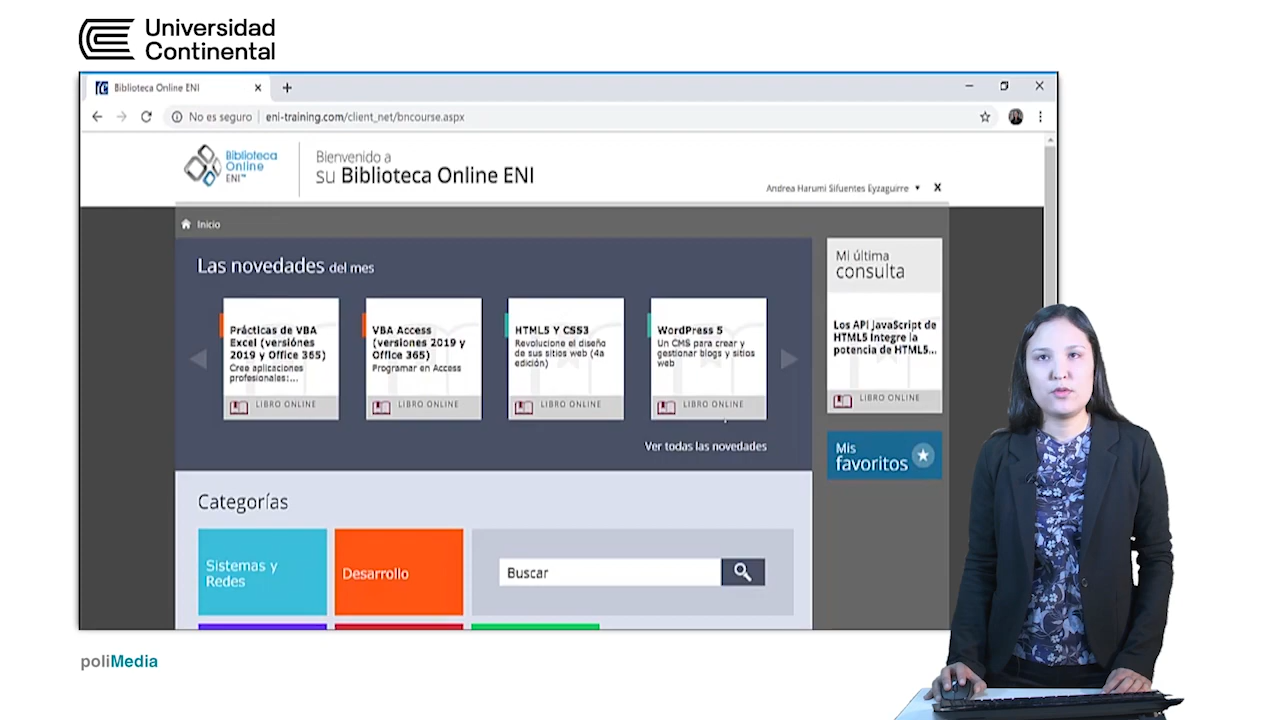 Universidad
Continental
Biblioteca Online ENI
No es seguro
eni-training.com/client_net/bncourse.aspx
Biblioteca
Online
ENI™
Bienvenido a
su Biblioteca Online ENI
Andrea Harumi Sifuentes Eyzaguirre
Inicio
Las novedades del mes
Prácticas de VBA
Excel (versiónes
2019 y Office 365)
Cree aplicaciones
profesionales:...
LIBRO ONLINE
VBA Access
(versiones 2019 y
Office 365)
Programar en Access
LIBRO ONLINE
HTML5 Y CSS3
Revolucione el diseño
de sus sitios web (4a
edición)
LIBRO ONLINE
WordPress 5
Un CMS para crear y
gestionar blogs y sitios
web
LIBRO ONLINE
Ver todas las novedades
Mi última
consulta
Los API JavaScript de
HTML5 Integre la
potencia de HTML5...
LIBRO ONLINE
Mis
favoritos
Categorías
Sistemas y
Redes
Desarrollo
Buscar
poliMedia